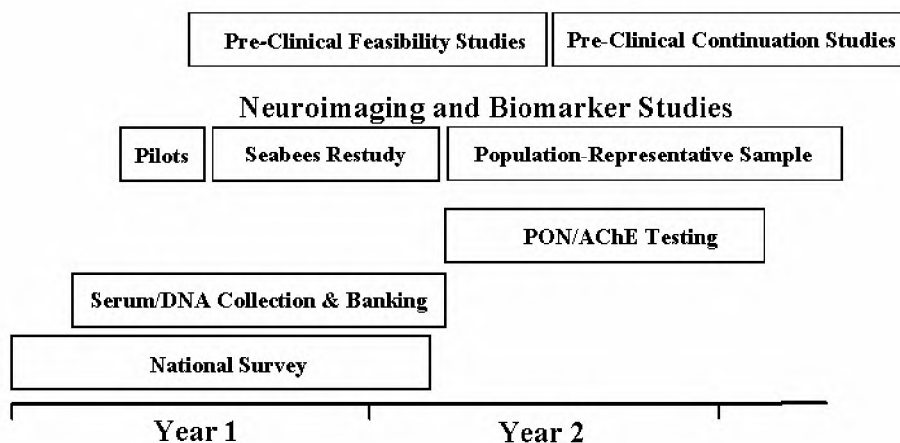 Pre-Clinical Feasibility Studies
Pre-Clinical Continuation Studies
Neuroimaging and Biomarker Studies
Pilots
Seabees Restudy
Population-Representative Sample
PON/AChE Testing
Serum/DNA Collection & Banking
National Survey
Year 1
Year 2